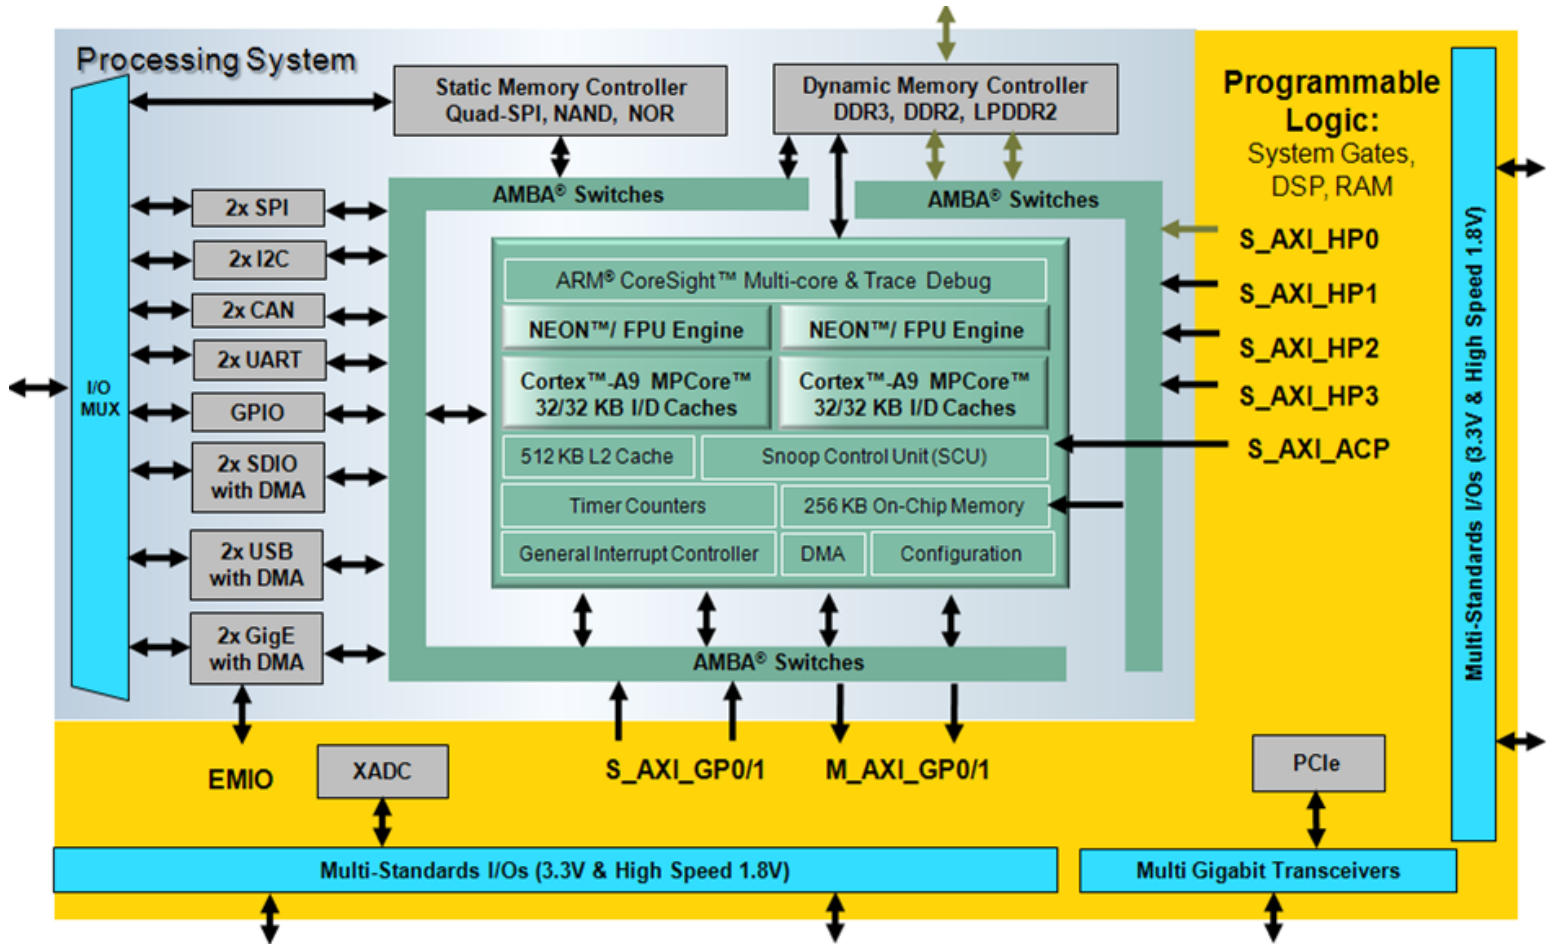 Processing System
Static Memory Controller
Quad-SPI, NAND, NOR
Dynamic Memory Controller
DDR3, DDR2, LPDDR2
Programmable
Logic:
System Gates,
DSP, RAM
AMBA® Switches
AMBA® Switches
2x SPI
2x I2C
2x CAN
2x UART
GPIO
2x SDIO
with DMA
2x USB
with DMA
2x GigE
with DMA
I/O
MUX
ARM® CoreSight™ Multi-core & Trace Debug
NEON™/ FPU Engine
NEON™/ FPU Engine
Cortex™-A9 MPCore™
32/32 KB I/D Caches
Cortex™-A9 MPCore™
32/32 KB I/D Caches
512 KB L2 Cache
Snoop Control Unit (SCU)
Timer Counters
256 KB On-Chip Memory
General Interrupt Controller
DMA
Configuration
AMBA® Switches
S_AXI_HP0
S_AXI_HP1
S_AXI_HP2
S_AXI_HP3
S_AXI_ACP
Multi-Standards I/Os (3.3V & High Speed 1.8V)
EMIO
XADC
S_AXI_GP0/1
M_AXI_GP0/1
PCIe
Multi-Standards I/Os (3.3V & High Speed 1.8V)
Multi Gigabit Transceivers